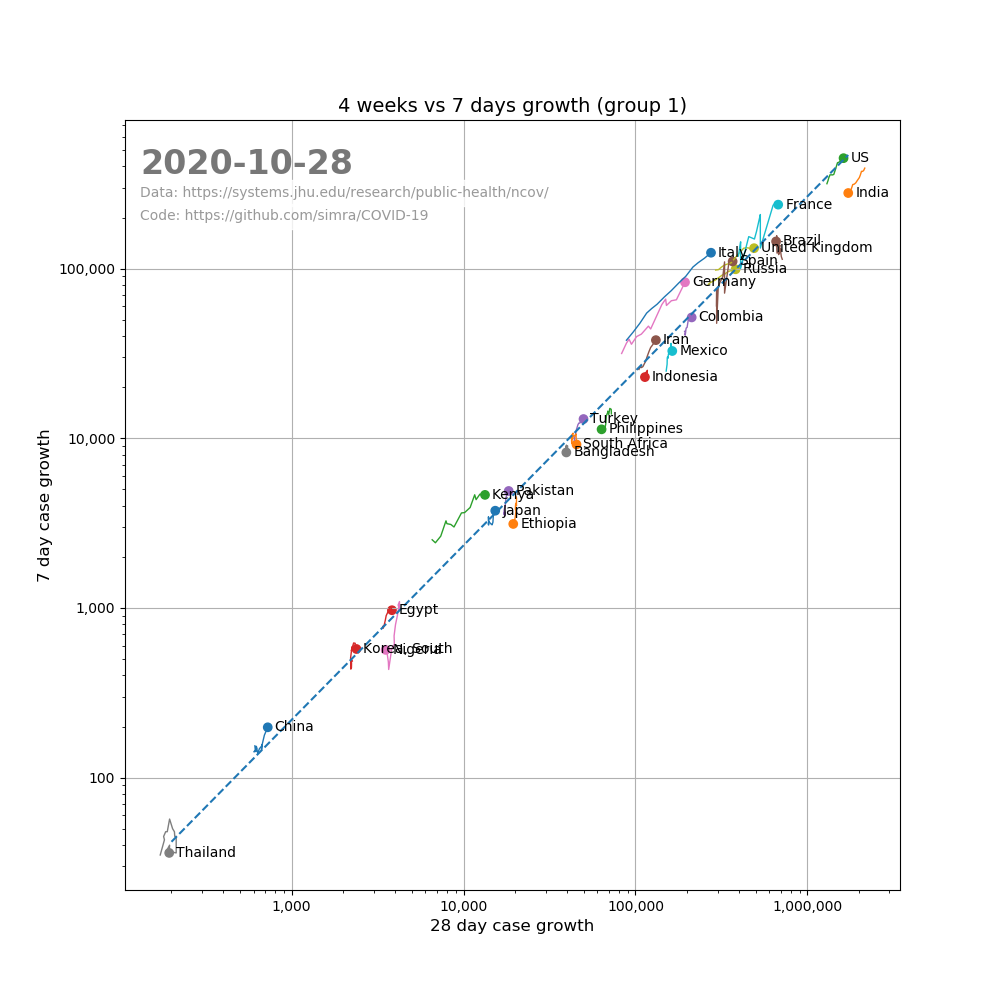 4 weeks vs 7 days growth (group 1)
2020-10-28
Data: https://systems.jhu.edu/research/public-health/ncov/
Code: https://github.com/simra/COVID-19
US
India
France
Brazil
United Kingdom
Italy
Spain
Russia
Germany
Colombia
Iran
Mexico
Indonesia
Turkey
Philippines
South Africa
Bangladesh
Pakistan
Kenya
Japan
Ethiopia
Egypt
Korea, South
Nigeria
China
Thailand
7 day case growth
100,000
10,000
1,000
100
1,000
10,000
100,000
1,000,000
28 day case growth